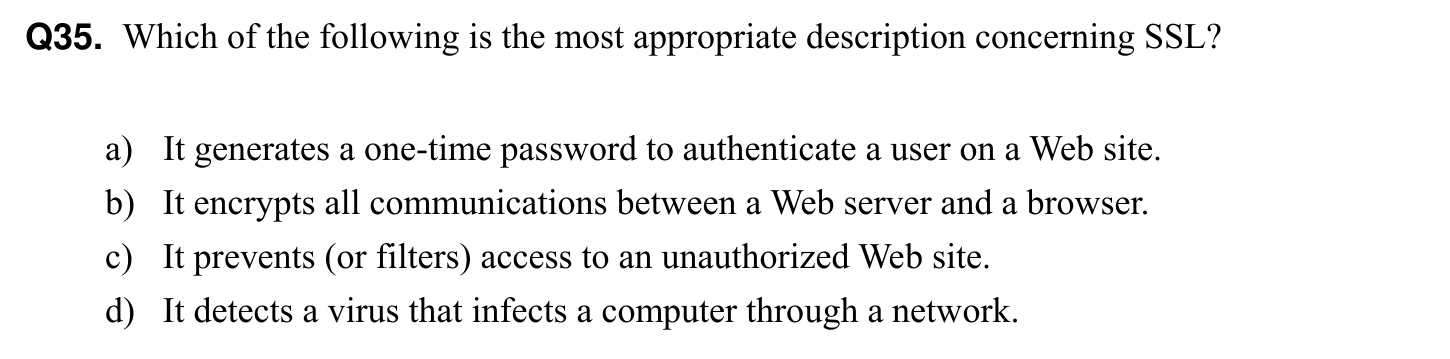 Q35. Which of the following is the most appropriate description concerning SSL?
a) It generates a one-time password to authenticate a user on a Web site.
b) It encrypts all communications between a Web server and a browser.
c) It prevents (or filters) access to an unauthorized Web site.
d) It detects a virus that infects a computer through a network.